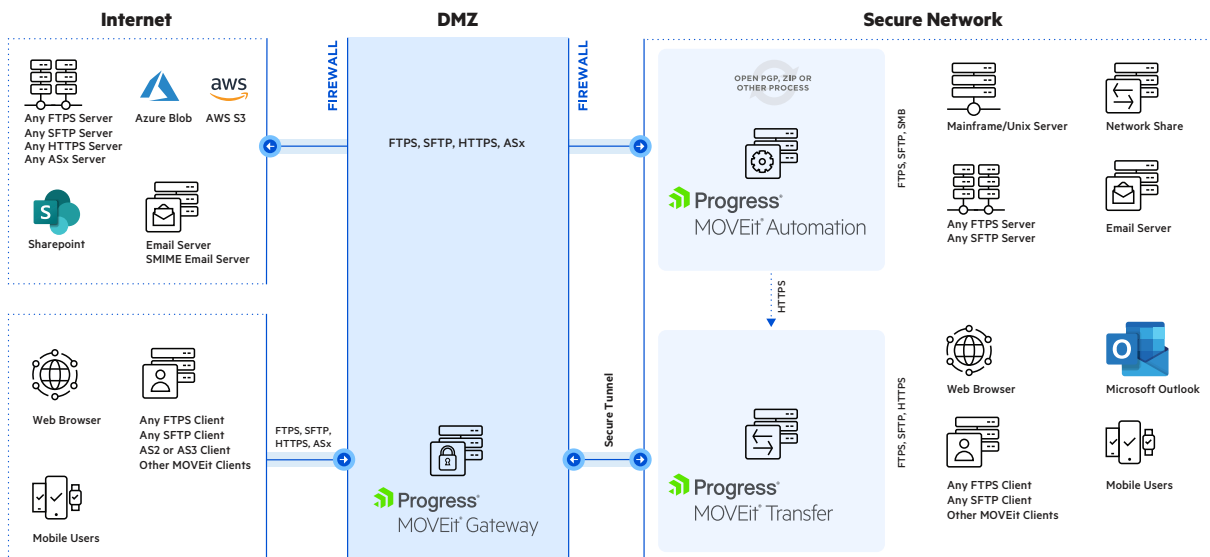 Internet
DMZ
Secure Network
FIREWALL
FIREWALL
Any FTPS Server
Any SFTP Server
Any HTTPS Server
Any ASx Server
Azure Blob
aws
AWS S3
S
Sharepoint
Email Server
SMIME Email Server
FTPS, SFTP, HTTPS, ASx
OPEN PGP, ZIP OR
OTHER PROCESS
Progress®
MOVEit® Automation
FTPS, SFTP, SMB
Mainframe/Unix Server
Network Share
Any FTPS Server
Any SFTP Server
Email Server
HTTPS
Web Browser
Any FTPS Client
Any SFTP Client
AS2 or AS3 Client
Other MOVEit Clients
Mobile Users
FTPS, SFTP,
HTTPS, ASx
Progress®
MOVEit® Gateway
Secure Tunnel
Progress®
MOVEit® Transfer
FTPS, SFTP, HTTPS
Web Browser
O
Microsoft Outlook
Any FTPS Client
Any SFTP Client
Other MOVEit Clients
Mobile Users